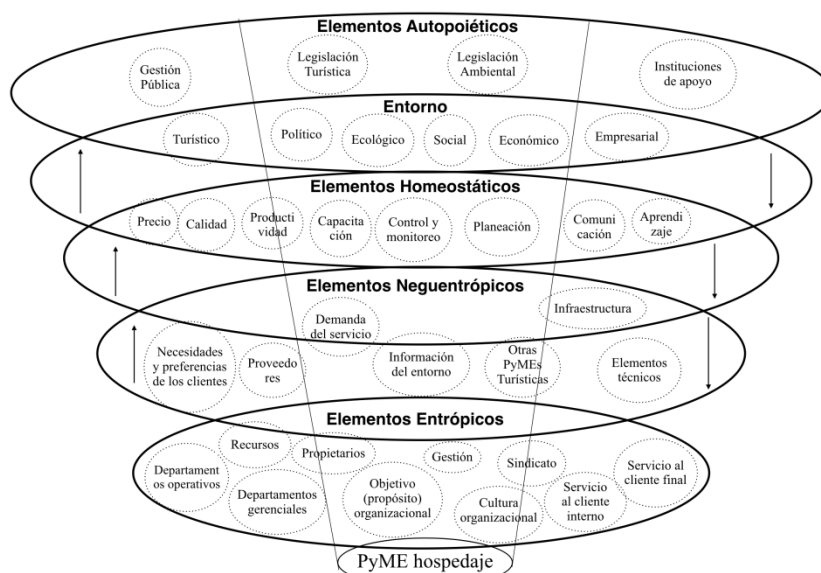 Elementos Autopoiéticos
Gestión
Pública
Legislación
Turística
Legislación
Ambiental
Instituciones
de apoyo
Entorno
Turístico
Político
Ecológico
Social
Económico
Empresarial
Elementos Homeostáticos
Precio
Calidad
Producti
vidad
Capacita
ción
Control y
monitoreo
Planeación
Comuni
cación
Aprendi
zaje
Elementos Neguentrópicos
Demanda
del servicio
Infraestructura
Necesidades
y preferencias
de los clientes
Proveedo
res
Información
del entorno
Otras
PyMEs
Turísticas
Elementos
técnicos
Elementos Entrópicos
Recursos
Propietarios
Gestión
Sindicato
Servicio al
cliente final
Departament
os operativos
Departamentos
gerenciales
Objetivo
(propósito)
organizacional
Cultura
organizacional
Servicio
al cliente
interno
PyME hospedaje